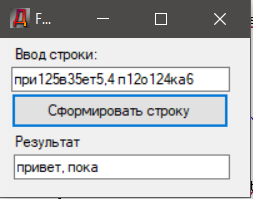 F...
Ввод строки:
при125в35ет5,4 п12о124ка6
Сформировать строку
Результат
привет, пока